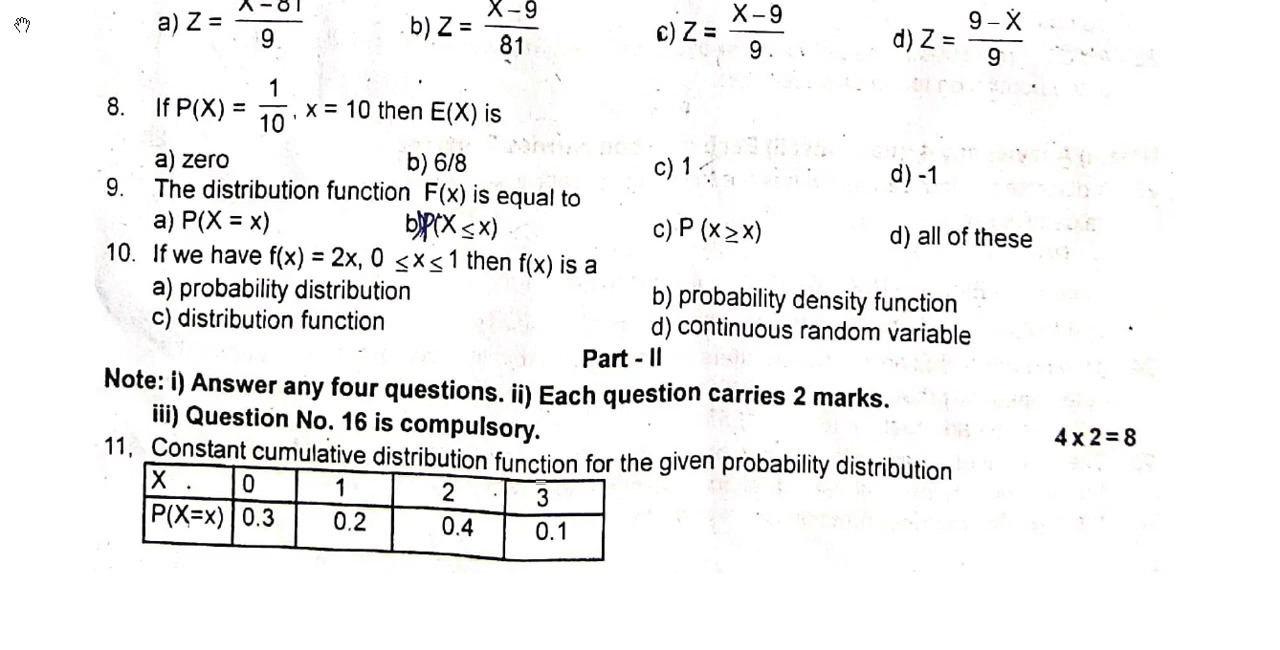 a) Z = X – 81 / 9 b) Z = X – 9 / 81 c) Z = X – 9 / 9 . d) Z = 9 – X / 9
8. If P(X) = 1/10 , x = 10 then E(X) is
a) zero b) 6/8 c) 1 d) -1
9. The distribution function F(x) is equal to
a) P(X = x) b) P(X ≤ x) c) P (x ≥ x) d) all of these
10. If we have f(x) = 2x, 0 ≤ x ≤ 1 then f(x) is a
a) probability distribution b) probability density function
c) distribution function d) continuous random variable
Part - II
Note: i) Answer any four questions. ii) Each question carries 2 marks.
iii) Question No. 16 is compulsory. 4 x 2 = 8
11, Constant cumulative distribution function for the given probability distribution
X . 0 1 2 3
P(X=x) 0.3 0.2 0.4 0.1